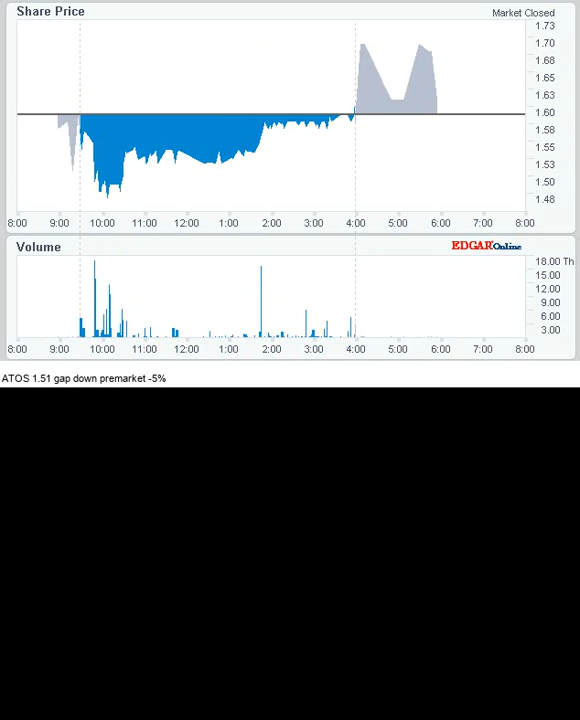 Share Price
Market Closed
1.73
1.70
1.68
1.65
1.63
1.60
1.58
1.55
1.53
1.50
1.48
8:00 9:00 10:00 11:00 12:00 1:00 2:00 3:00 4:00 5:00 6:00 7:00 8:00
Volume
EDGAROnline
18.00 Th
15.00
12.00
9.00
6.00
3.00
8:00 9:00 10:00 11:00 12:00 1:00 2:00 3:00 4:00 5:00 6:00 7:00 8:00
ATOS 1.51 gap down premarket -5%